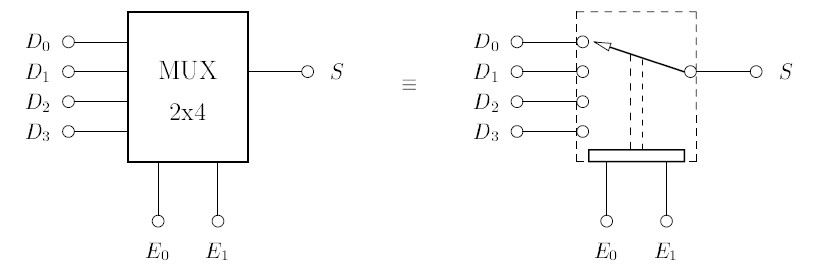 D₀ D₀
D₁ MUX S ≡ D₁ S
D₂ 2x4 D₂
D₃ D₃
E₀ E₁ E₀ E₁